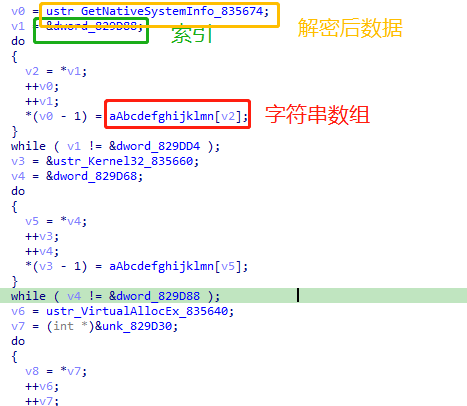 v0 = ustr_GetNativeSystemInfo_835674; 解密后数据
v1 = &dword_829D88; 索引
do
{
v2 = *v1;
++v0;
++v1;
*(v0 - 1) = aAbcdefghijklmn[v2]; 字符串数组
}
while ( v1 != &dword_829DD4 );
v3 = &ustr_Kernel32_835660;
v4 = &dword_829D68;
do
{
v5 = *v4;
++v3;
++v4;
*(v3 - 1) = aAbcdefghijklmn[v5];
}
while ( v4 != &dword_829D88 );
v6 = ustr_VirtualAllocEx_835640;
v7 = (int *)&unk_829D30;
do
{
v8 = *v7;
++v6;
++v7;